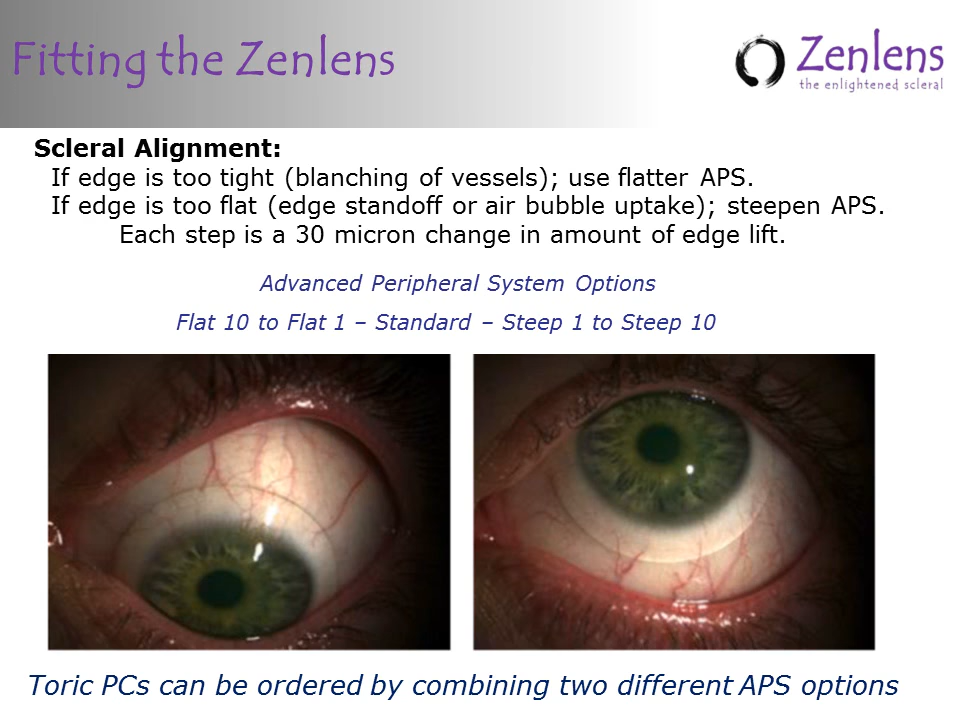 Fitting the Zenlens
Zenlens
the enlightened scleral
Scleral Alignment:
If edge is too tight (blanching of vessels); use flatter APS.
If edge is too flat (edge standoff or air bubble uptake); steepen APS.
Each step is a 30 micron change in amount of edge lift.
Advanced Peripheral System Options
Flat 10 to Flat 1 – Standard – Steep 1 to Steep 10
Toric PCs can be ordered by combining two different APS options